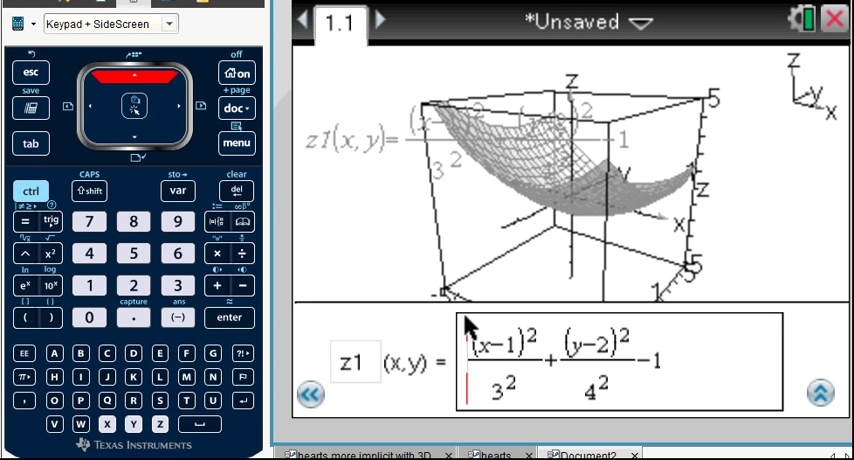 Keypad + SideScreen
1.1
*Unsaved
esc
off
on
save
+ page
doc
tab
menu
CAPS
sto→
clear
ctrl
shift
var
del
= trig 7 8 9
^ x² 4 5 6 × ÷
ln log
eˣ 10ˣ 1 2 3 + −
[ ] { } capture ans ≈
( ) 0 . (−) enter
EE A B C D E F G ?!
π H I J K L M N
, O P Q R S T U
V W X Y Z
TEXAS INSTRUMENTS
z
5
z
y
x
z1(x, y)=
3²
−1
y
x
z
5
1
z1 (x,y) = (x−1)²/3² + (y−2)²/4² −1
hearts more implicit with 3D
hearts
Document2